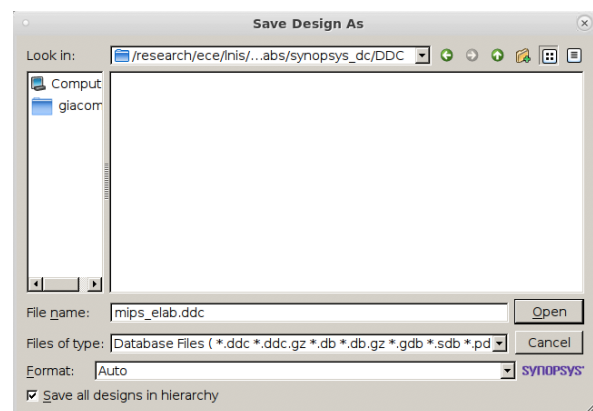 Save Design As
Look in: /research/ece/lnis/...abs/synopsys_dc/DDC
Comput
giacom
File name: mips_elab.ddc Open
Files of type: Database Files ( *.ddc *.ddc.gz *.db *.db.gz *.gdb *.sdb *.pd Cancel
Format: Auto SYNOPSYS
Save all designs in hierarchy